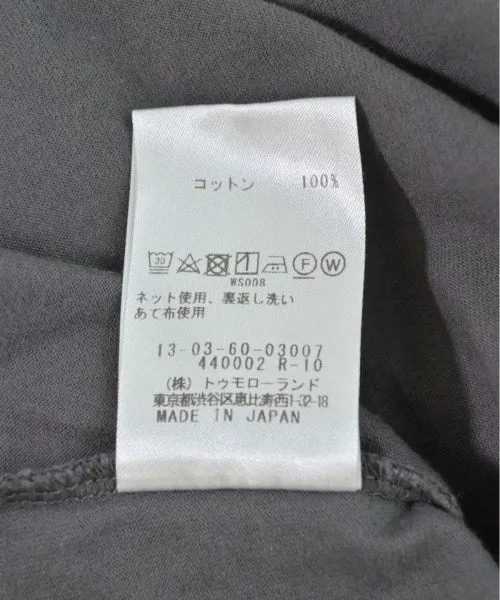 コットン 100%
30 F W
WS008
ネット使用、裏返し洗い
あて布使用
13-03-60-03007
440002 R-10
(株) トゥモローランド
東京都渋谷区恵比寿西1-32-18
MADE IN JAPAN